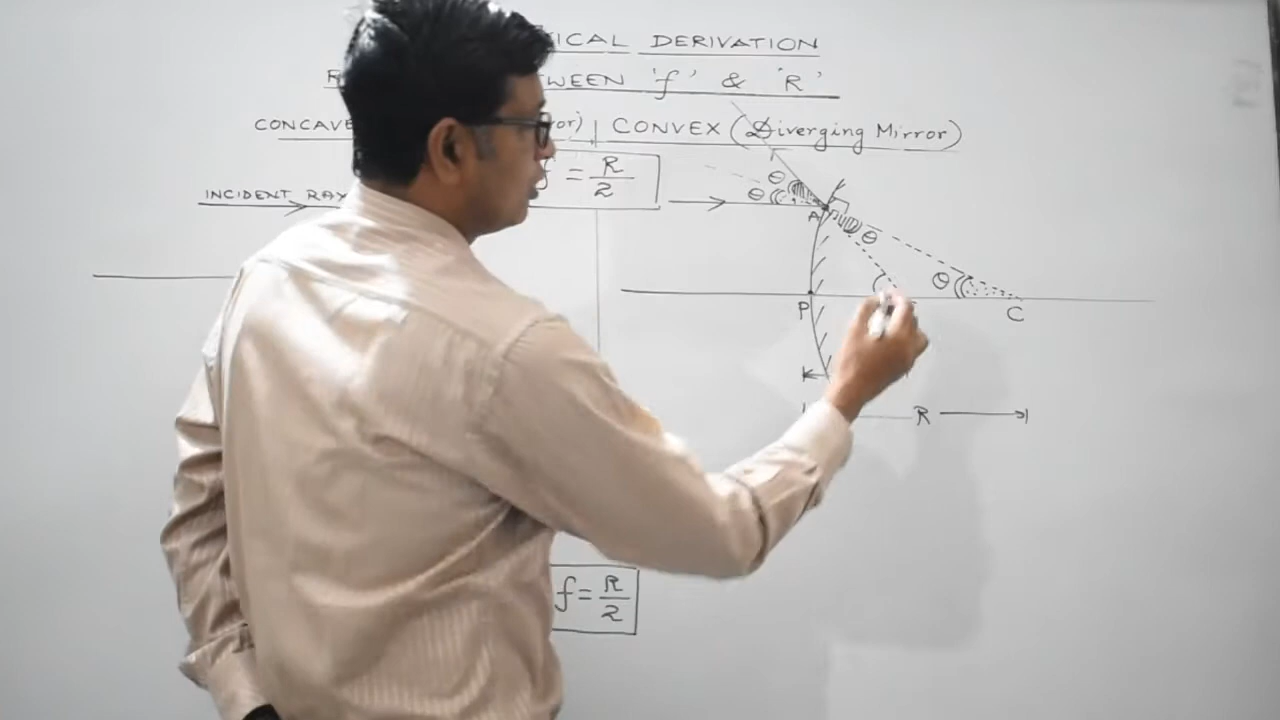 ICAL DERIVATION
WEEN 'f' & 'R'
CONCAVE or) | CONVEX (Diverging Mirror)
f = R/2
INCIDENT RAY
θ
θ
A
θ
θ
P
C
R
f = R/2